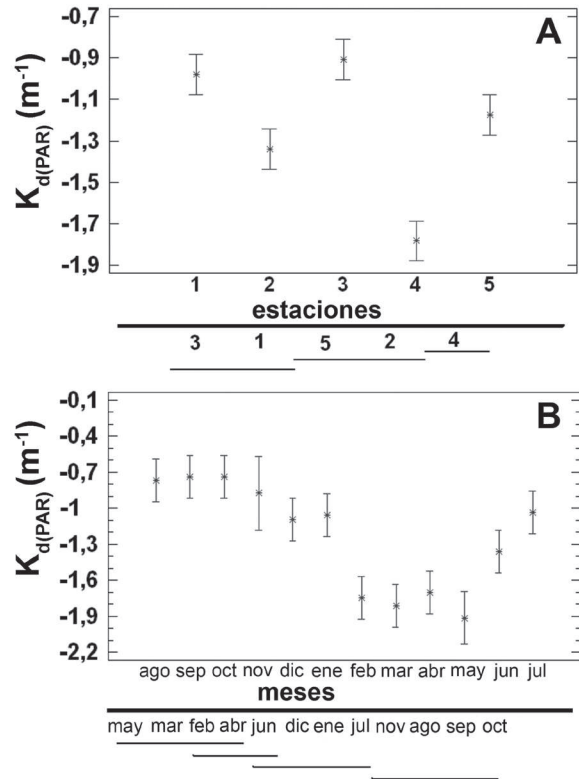 -0,7
A
-0,9
-1,1
-1,3
-1,5
-1,7
-1,9
Kd(PAR) (m-1)
1 2 3 4 5
estaciones
3 1 5 2 4
-0,1
B
-0,4
-0,7
-1
-1,3
-1,6
-1,9
-2,2
Kd(PAR) (m-1)
ago sep oct nov dic ene feb mar abr may jun jul
meses
may mar feb abr jun dic ene jul nov ago sep oct